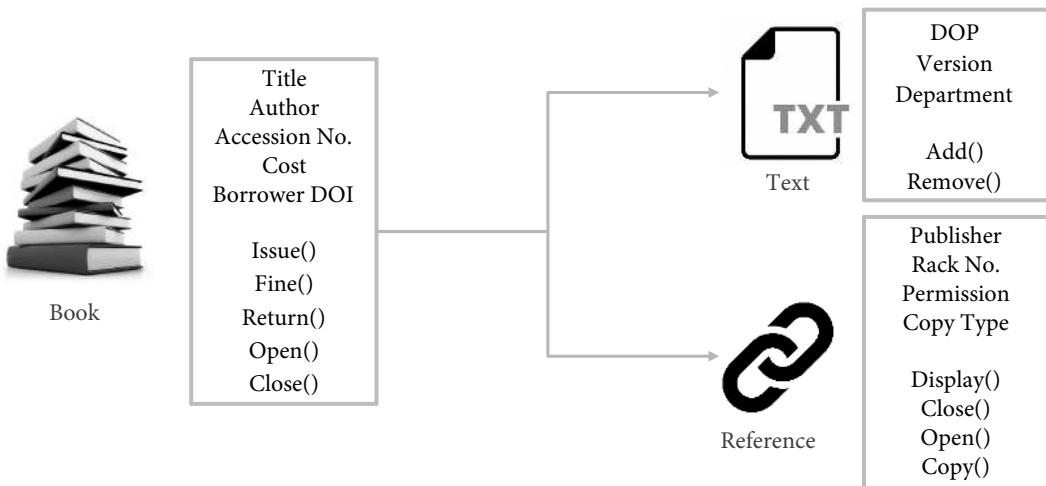 Book
Title
Author
Accession No.
Cost
Borrower DOI
Issue()
Fine()
Return()
Open()
Close()
TXT
Text
DOP
Version
Department
Add()
Remove()
Reference
Publisher
Rack No.
Permission
Copy Type
Display()
Close()
Open()
Copy()